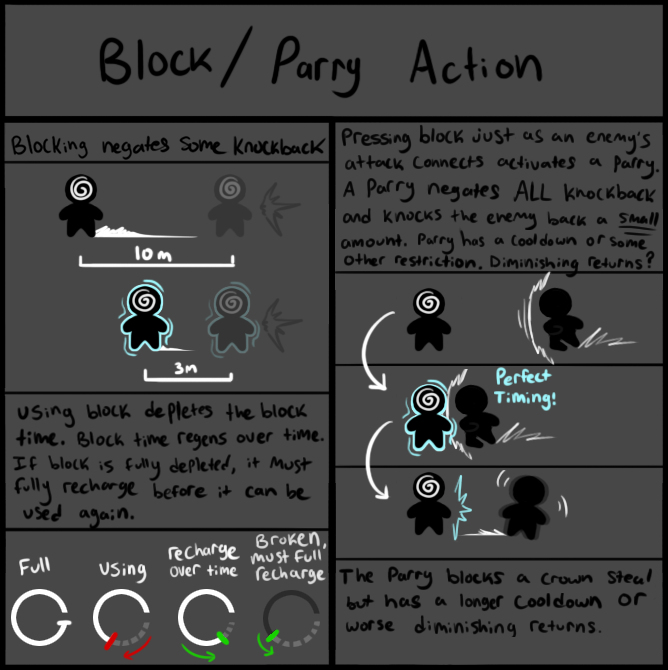 Block/ Parry Action
Blocking negates some knockback
10m
3m
using block depletes the block
time. Block time regens over time.
If block is fully depleted, it must
fully recharge before it can be
used again.
Full
using
recharge
over time
Broken,
must full
recharge
Pressing block just as an enemy's
attack connects activates a parry.
A Parry negates ALL knockback
and knocks the enemy back a small
amount. Parry has a cooldown or some
other restriction. Diminishing returns?
Perfect
Timing!
The Parry blocks a crown steal
but has a longer cooldown or
worse diminishing returns.